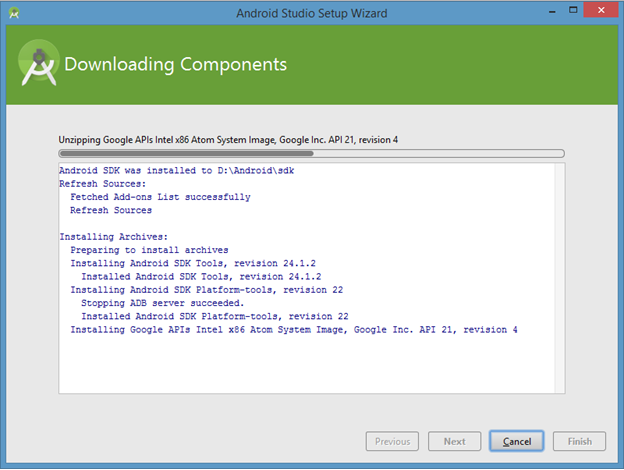 Android Studio Setup Wizard
Downloading Components
Unzipping Google APIs Intel x86 Atom System Image, Google Inc. API 21, revision 4
Android SDK was installed to D:\Android\sdk
Refresh Sources:
Fetched Add-ons List successfully
Refresh Sources
Installing Archives:
Preparing to install archives
Installing Android SDK Tools, revision 24.1.2
Installed Android SDK Tools, revision 24.1.2
Installing Android SDK Platform-tools, revision 22
Stopping ADB server succeeded.
Installed Android SDK Platform-tools, revision 22
Installing Google APIs Intel x86 Atom System Image, Google Inc. API 21, revision 4
Previous Next Cancel Finish